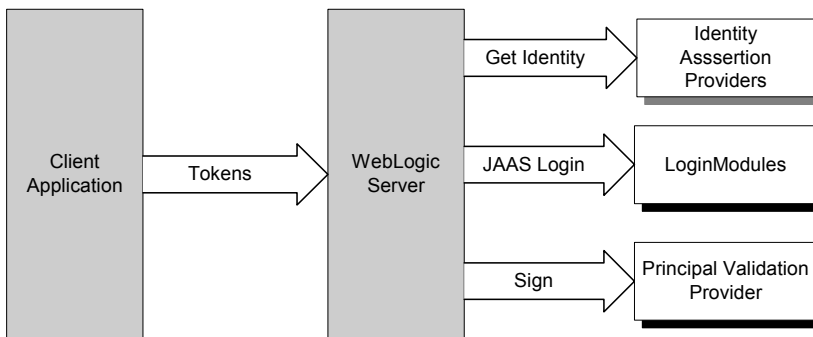 Client
Application
Tokens
WebLogic
Server
Get Identity
Identity
Asssertion
Providers
JAAS Login
LoginModules
Sign
Principal Validation
Provider